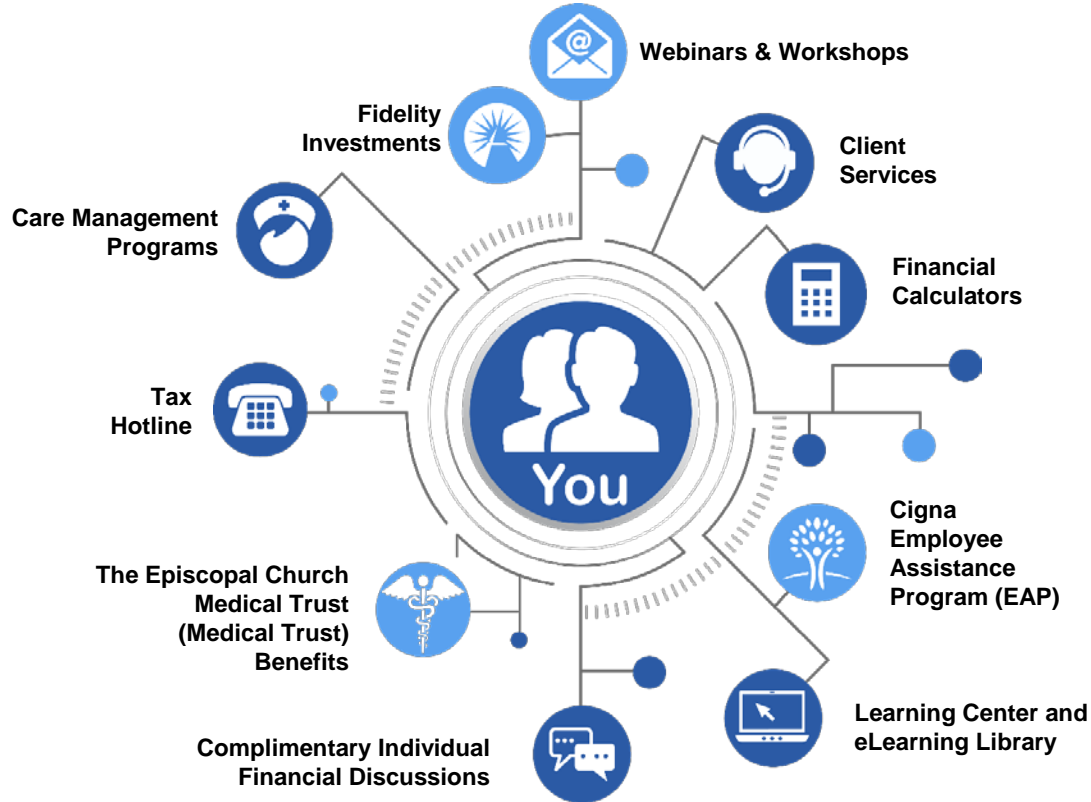 Webinars & Workshops
Fidelity
Investments
Client
Services
Care Management
Programs
Financial
Calculators
Tax
Hotline
You
Cigna
Employee
Assistance
Program (EAP)
The Episcopal Church
Medical Trust
(Medical Trust)
Benefits
Learning Center and
eLearning Library
Complimentary Individual
Financial Discussions
@